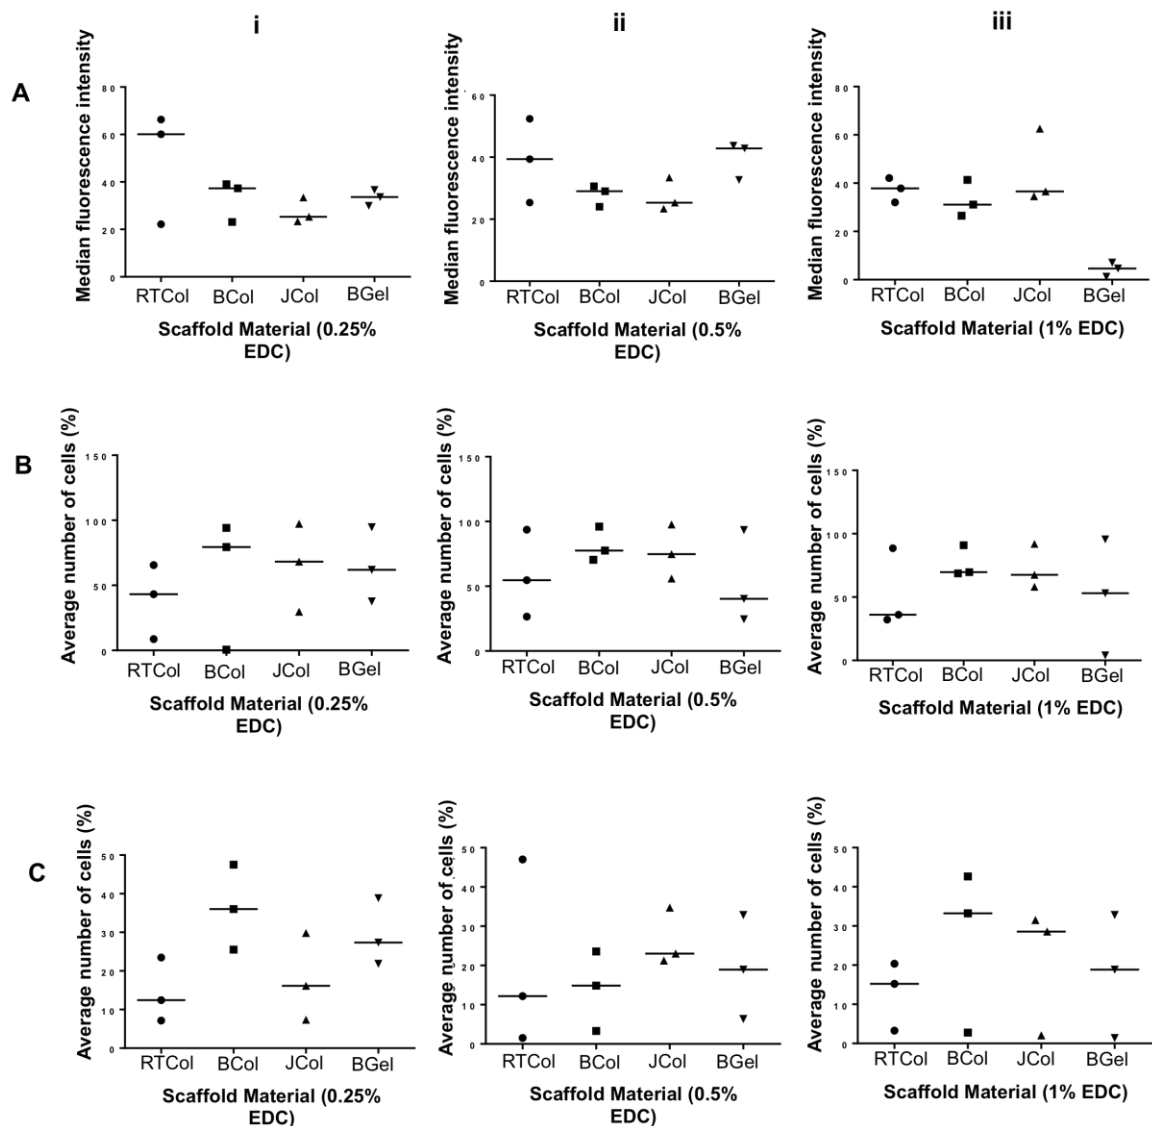 i
ii
iii
A
Median fluorescence intensity
80
60
40
20
0
RTCol BCol JCol BGel
Scaffold Material (0.25%
EDC)
Median fluorescence intensity
60
40
20
0
RTCol BCol JCol BGel
Scaffold Material (0.5%
EDC)
Median fluorescence intensity
80
60
40
20
0
RTCol BCol JCol BGel
Scaffold Material (1% EDC)
B
Average number of cells (%)
150
100
50
0
RTCol BCol JCol BGel
Scaffold Material (0.25%
EDC)
Average number of cells (%)
150
100
50
0
RTCol BCol JCol BGel
Scaffold Material (0.5%
EDC)
Average number of cells (%)
150
100
50
0
RTCol BCol JCol BGel
Scaffold Material (1% EDC)
C
Average number of cells (%)
50
40
30
20
10
0
RTCol BCol JCol BGel
Scaffold Material (0.25%
EDC)
Average number of cells (%)
50
40
30
20
10
0
RTCol BCol JCol BGel
Scaffold Material (0.5%
EDC)
Average number of cells (%)
50
40
30
20
10
0
RTCol BCol JCol BGel
Scaffold Material (1% EDC)